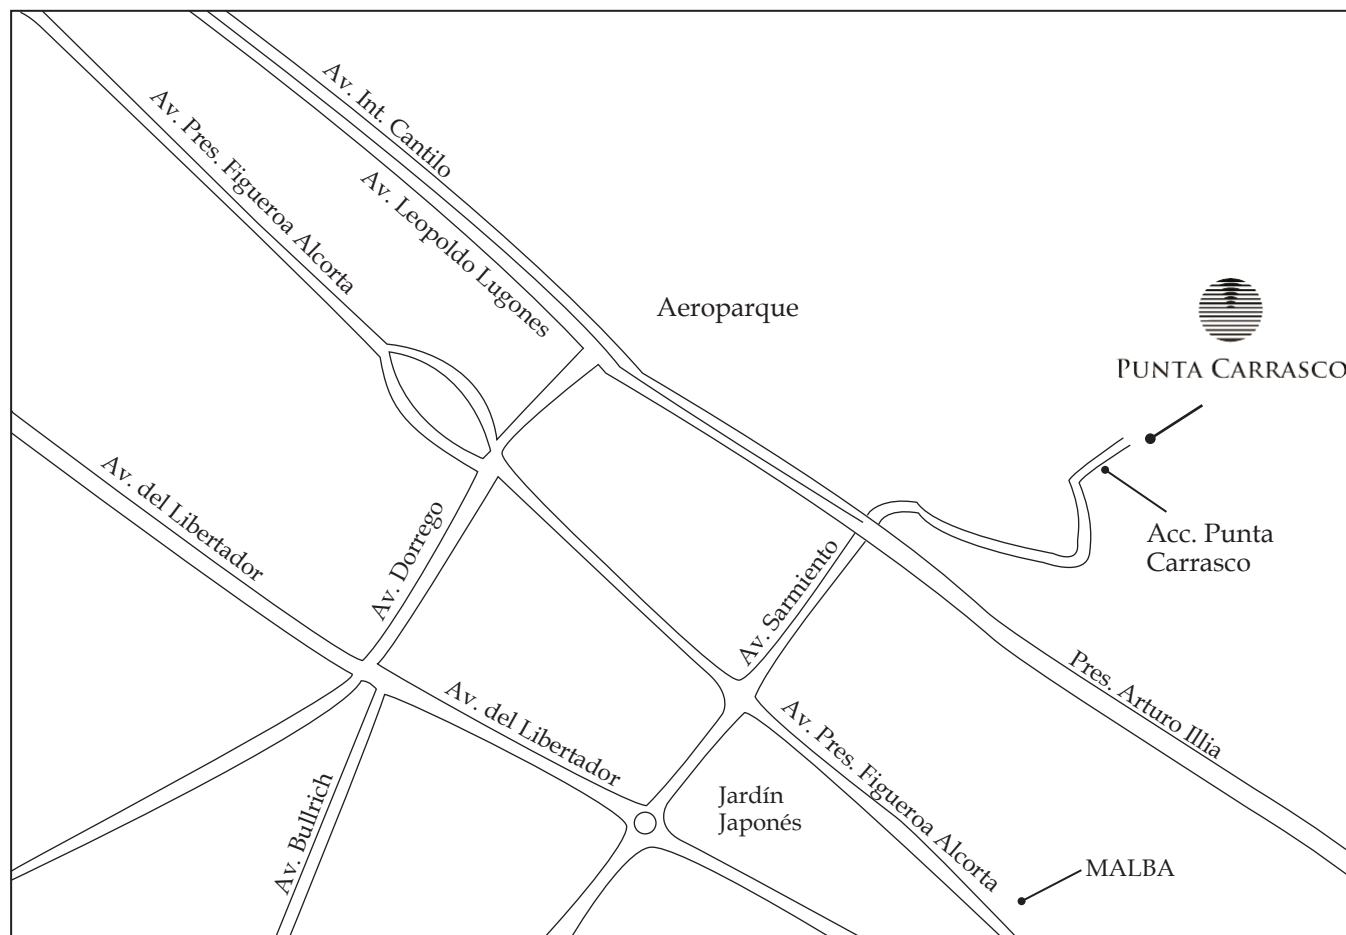 Av. Int. Cantilo
Av. Pres. Figueroa Alcorta
Av. Leopoldo Lugones
Aeroparque
PUNTA CARRASCO
Av. del Libertador
Av. Dorrego
Acc. Punta
Carrasco
Av. Sarmiento
Pres. Arturo Illia
Av. del Libertador
Av. Pres. Figueroa Alcorta
Av. Bullrich
Jardín
Japonés
MALBA